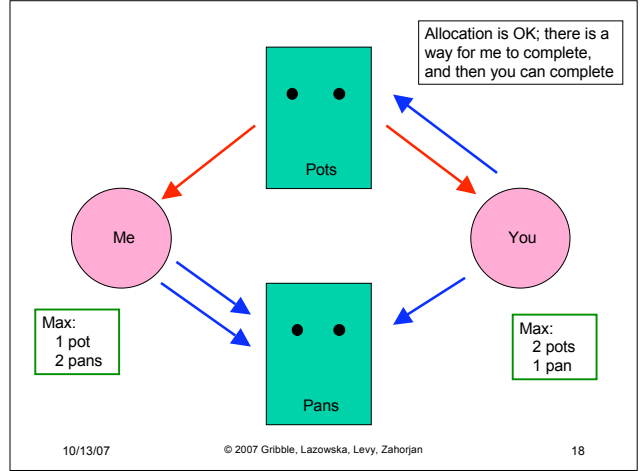 Allocation is OK; there is a
way for me to complete,
and then you can complete
Pots
Me
You
Max:
1 pot
2 pans
Max:
2 pots
1 pan
Pans
10/13/07
© 2007 Gribble, Lazowska, Levy, Zahorjan
18